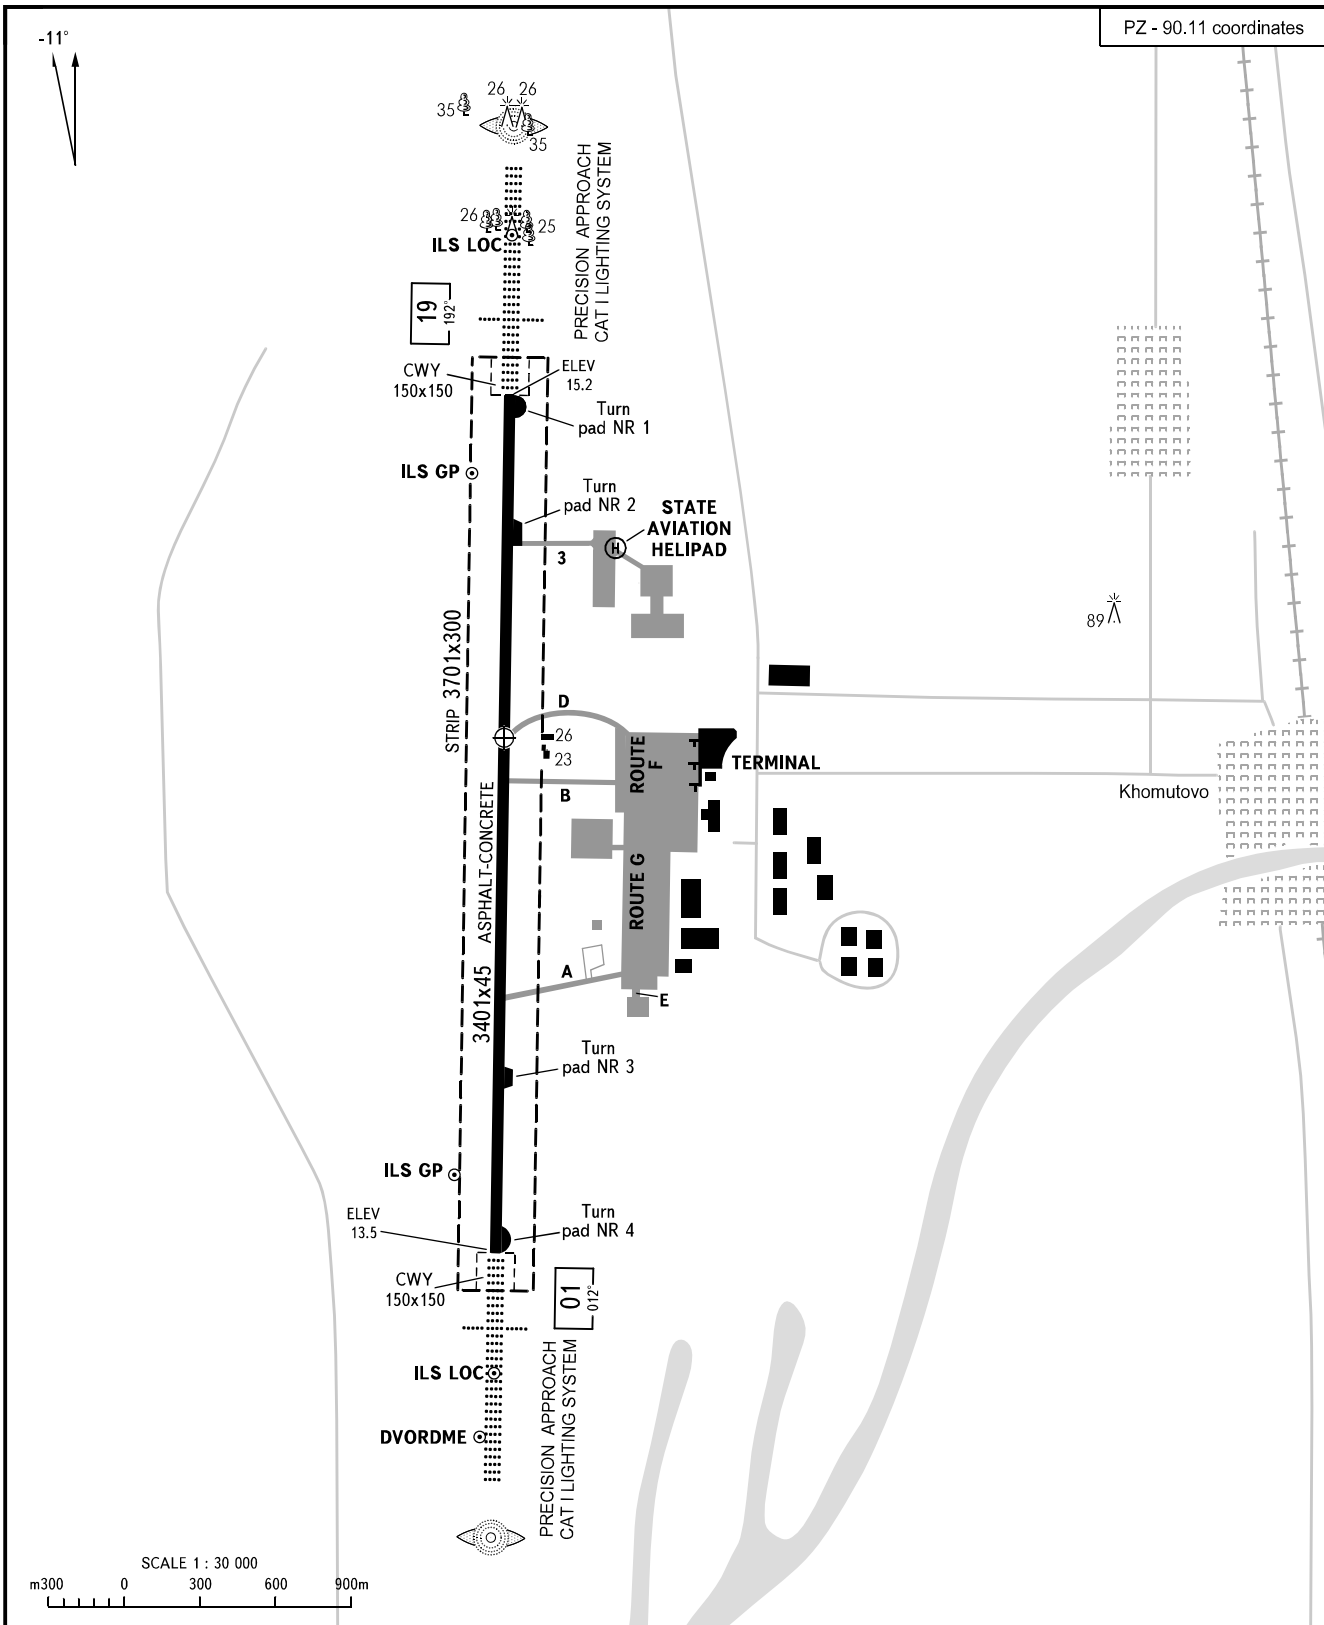 PZ - 90.11 coordinates
-11°
26 26
35
35
PRECISION APPROACH
CAT I LIGHTING SYSTEM
26
25
ILS LOC
19
192°
CWY
150x150
ELEV
15.2
Turn
pad NR 1
ILS GP
Turn
pad NR 2
STATE
AVIATION
HELIPAD
H
3
89
STRIP 3701x300
D
26
23
ROUTE
F
TERMINAL
B
Khomutovo
3401x45 ASPHALT-CONCRETE
ROUTE G
A
E
Turn
pad NR 3
ILS GP
ELEV
13.5
Turn
pad NR 4
CWY
150x150
01
012°
PRECISION APPROACH
CAT I LIGHTING SYSTEM
ILS LOC
DVORDME
SCALE 1 : 30 000
m300 0 300 600 900m